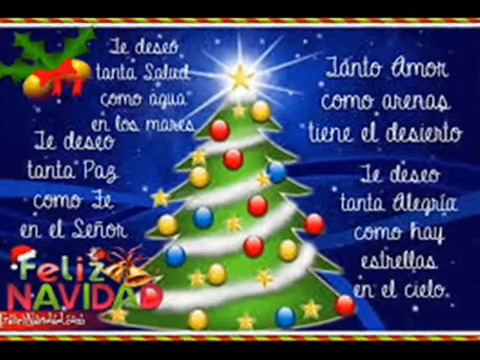 Te deseo
tanta Salud
como agua
en los mares
Te deseo
tanta Paz
como Fe
en el Señor
Tanto Amor
como arenas
tiene el desierto
Te deseo
tanta Alegría
como hay
estrellas
en el cielo.
Feliz
NAVIDAD